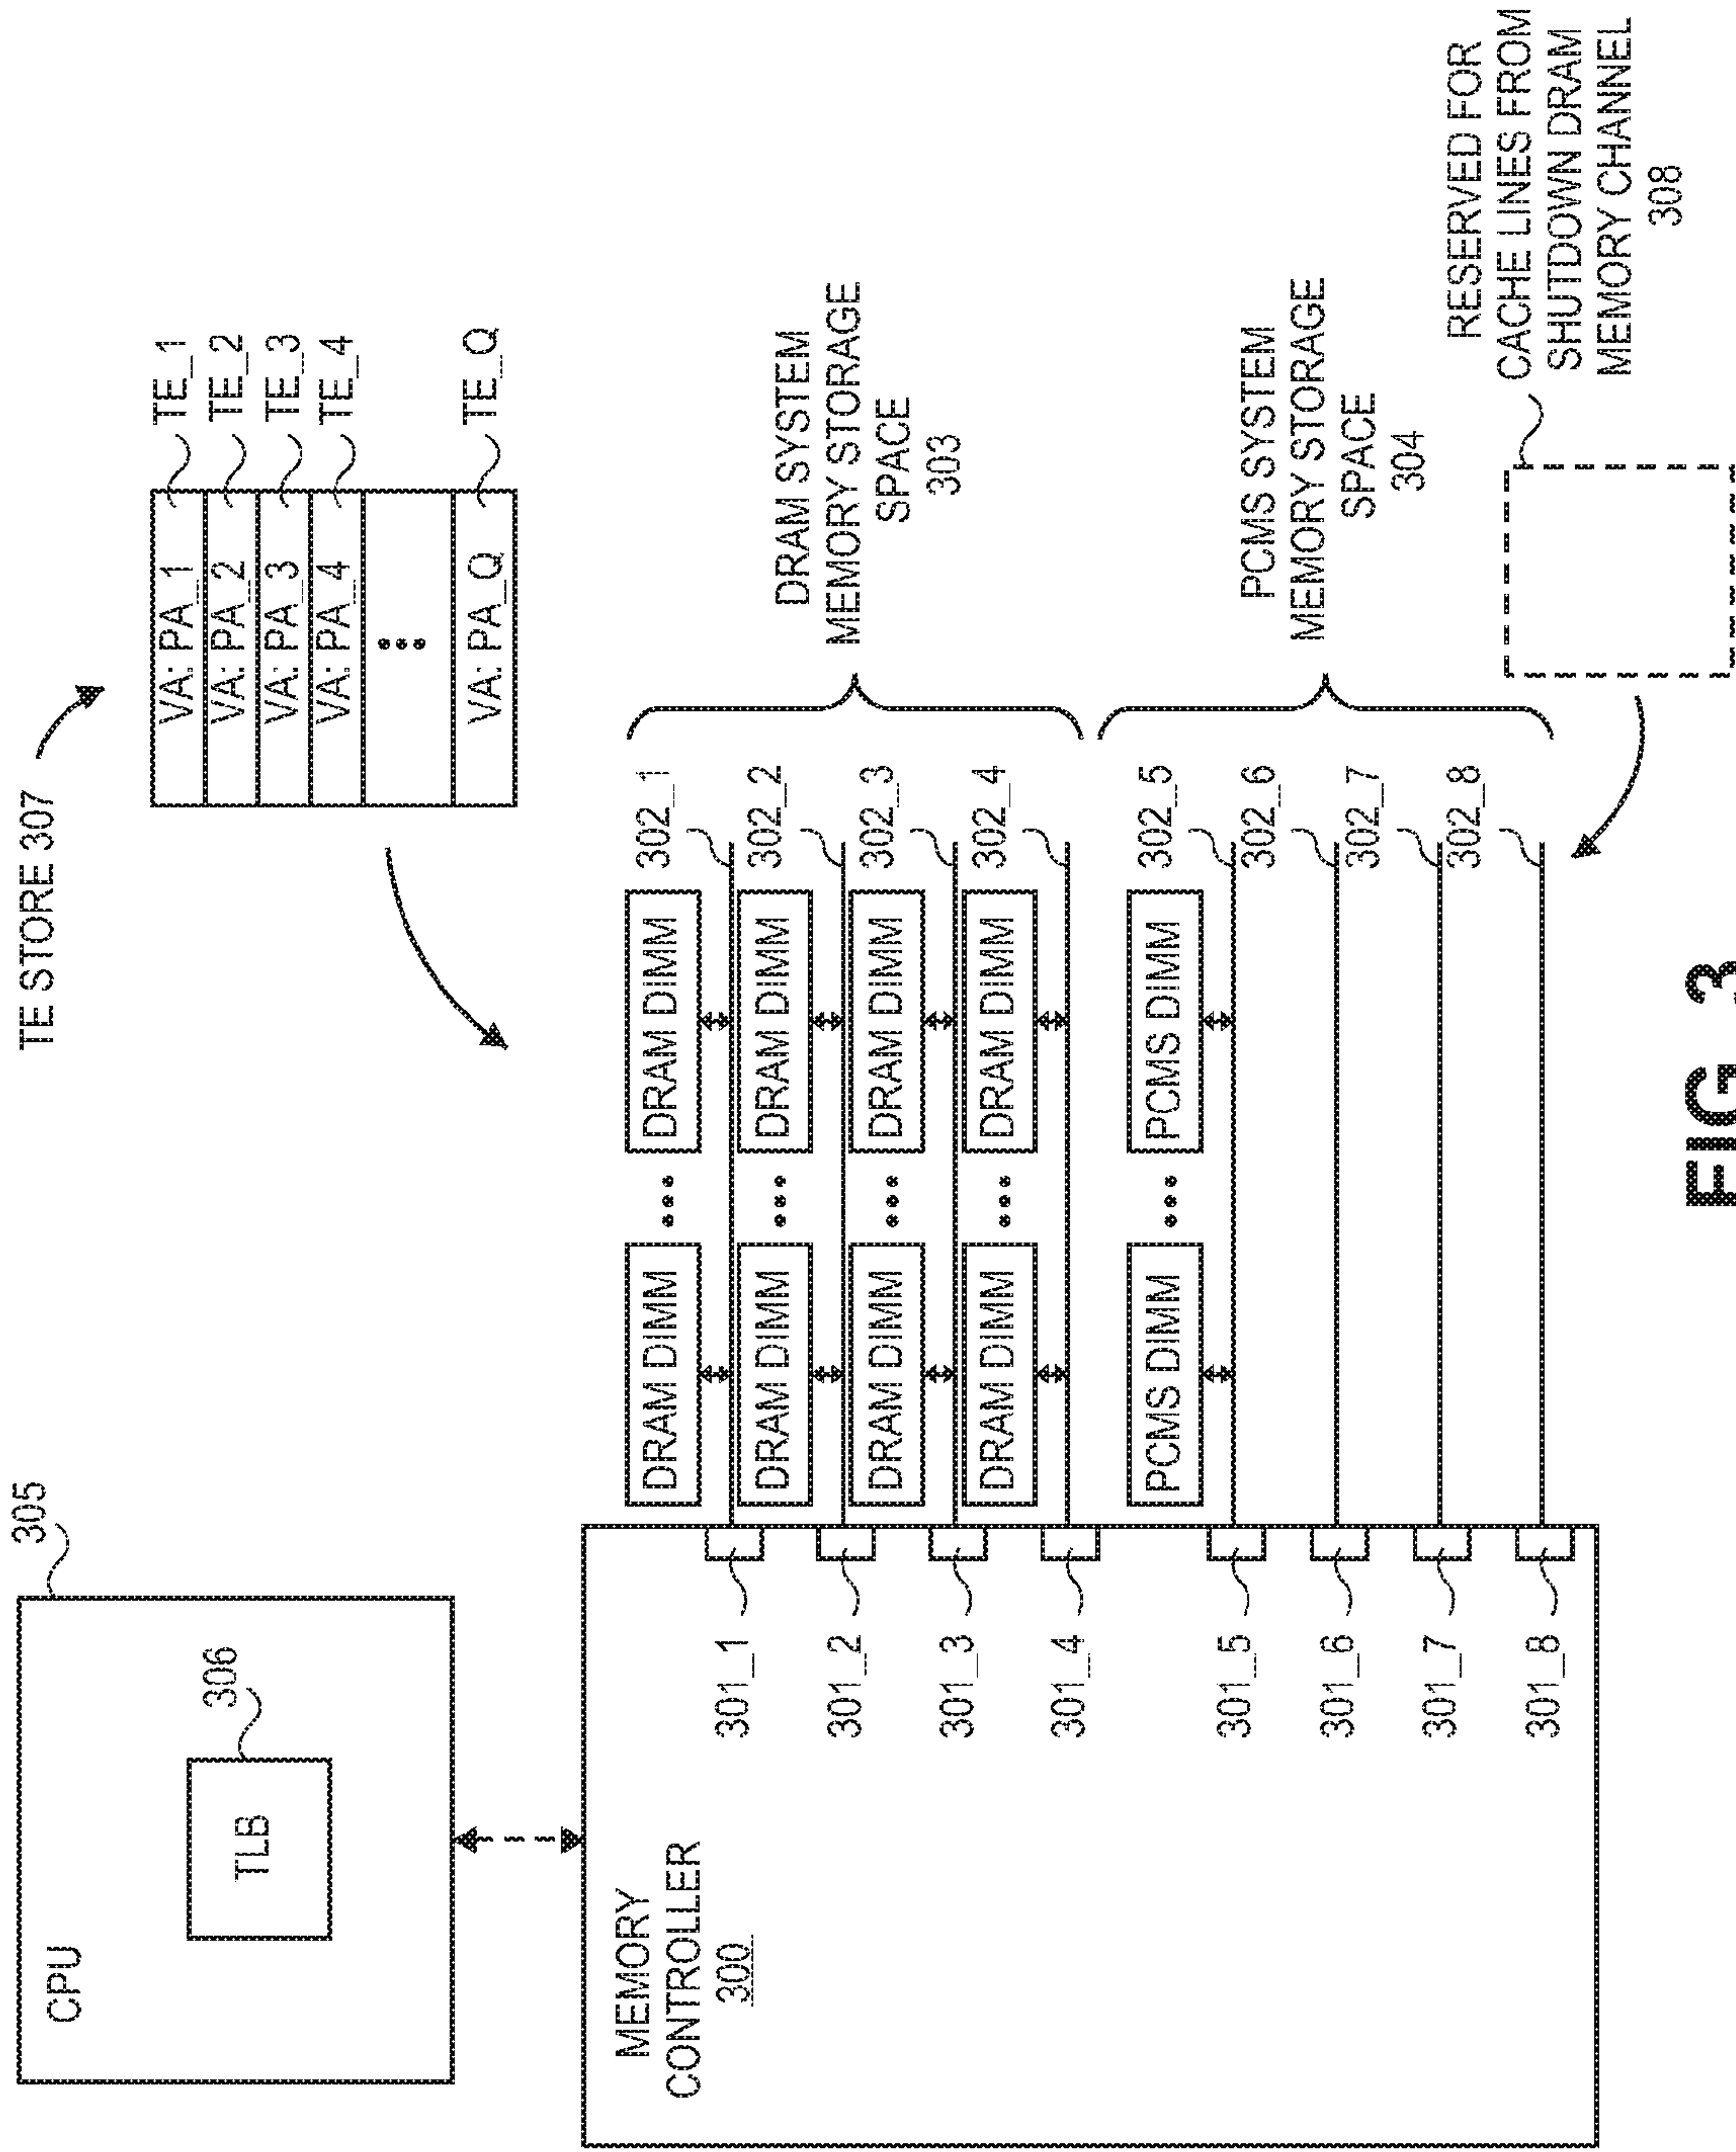 CPU
305
TLB
306
TE STORE 307
VA: PA_1
TE_1
VA: PA_2
TE_2
VA: PA_3
TE_3
VA: PA_4
TE_4
•••
VA: PA_Q
TE_Q
MEMORY
CONTROLLER
300
301_1
301_2
301_3
301_4
301_5
301_6
301_7
301_8
DRAM DIMM ••• DRAM DIMM
302_1
DRAM DIMM ••• DRAM DIMM
302_2
DRAM DIMM ••• DRAM DIMM
302_3
DRAM DIMM ••• DRAM DIMM
302_4
PCMS DIMM ••• PCMS DIMM
302_5
302_6
302_7
302_8
DRAM SYSTEM
MEMORY STORAGE
SPACE
303
PCMS SYSTEM
MEMORY STORAGE
SPACE
304
RESERVED FOR
CACHE LINES FROM
SHUTDOWN DRAM
MEMORY CHANNEL
308
FIG. 3